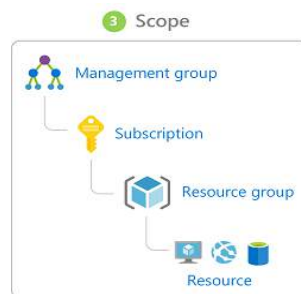 3 Scope
Management group
Subscription
Resource group
Resource